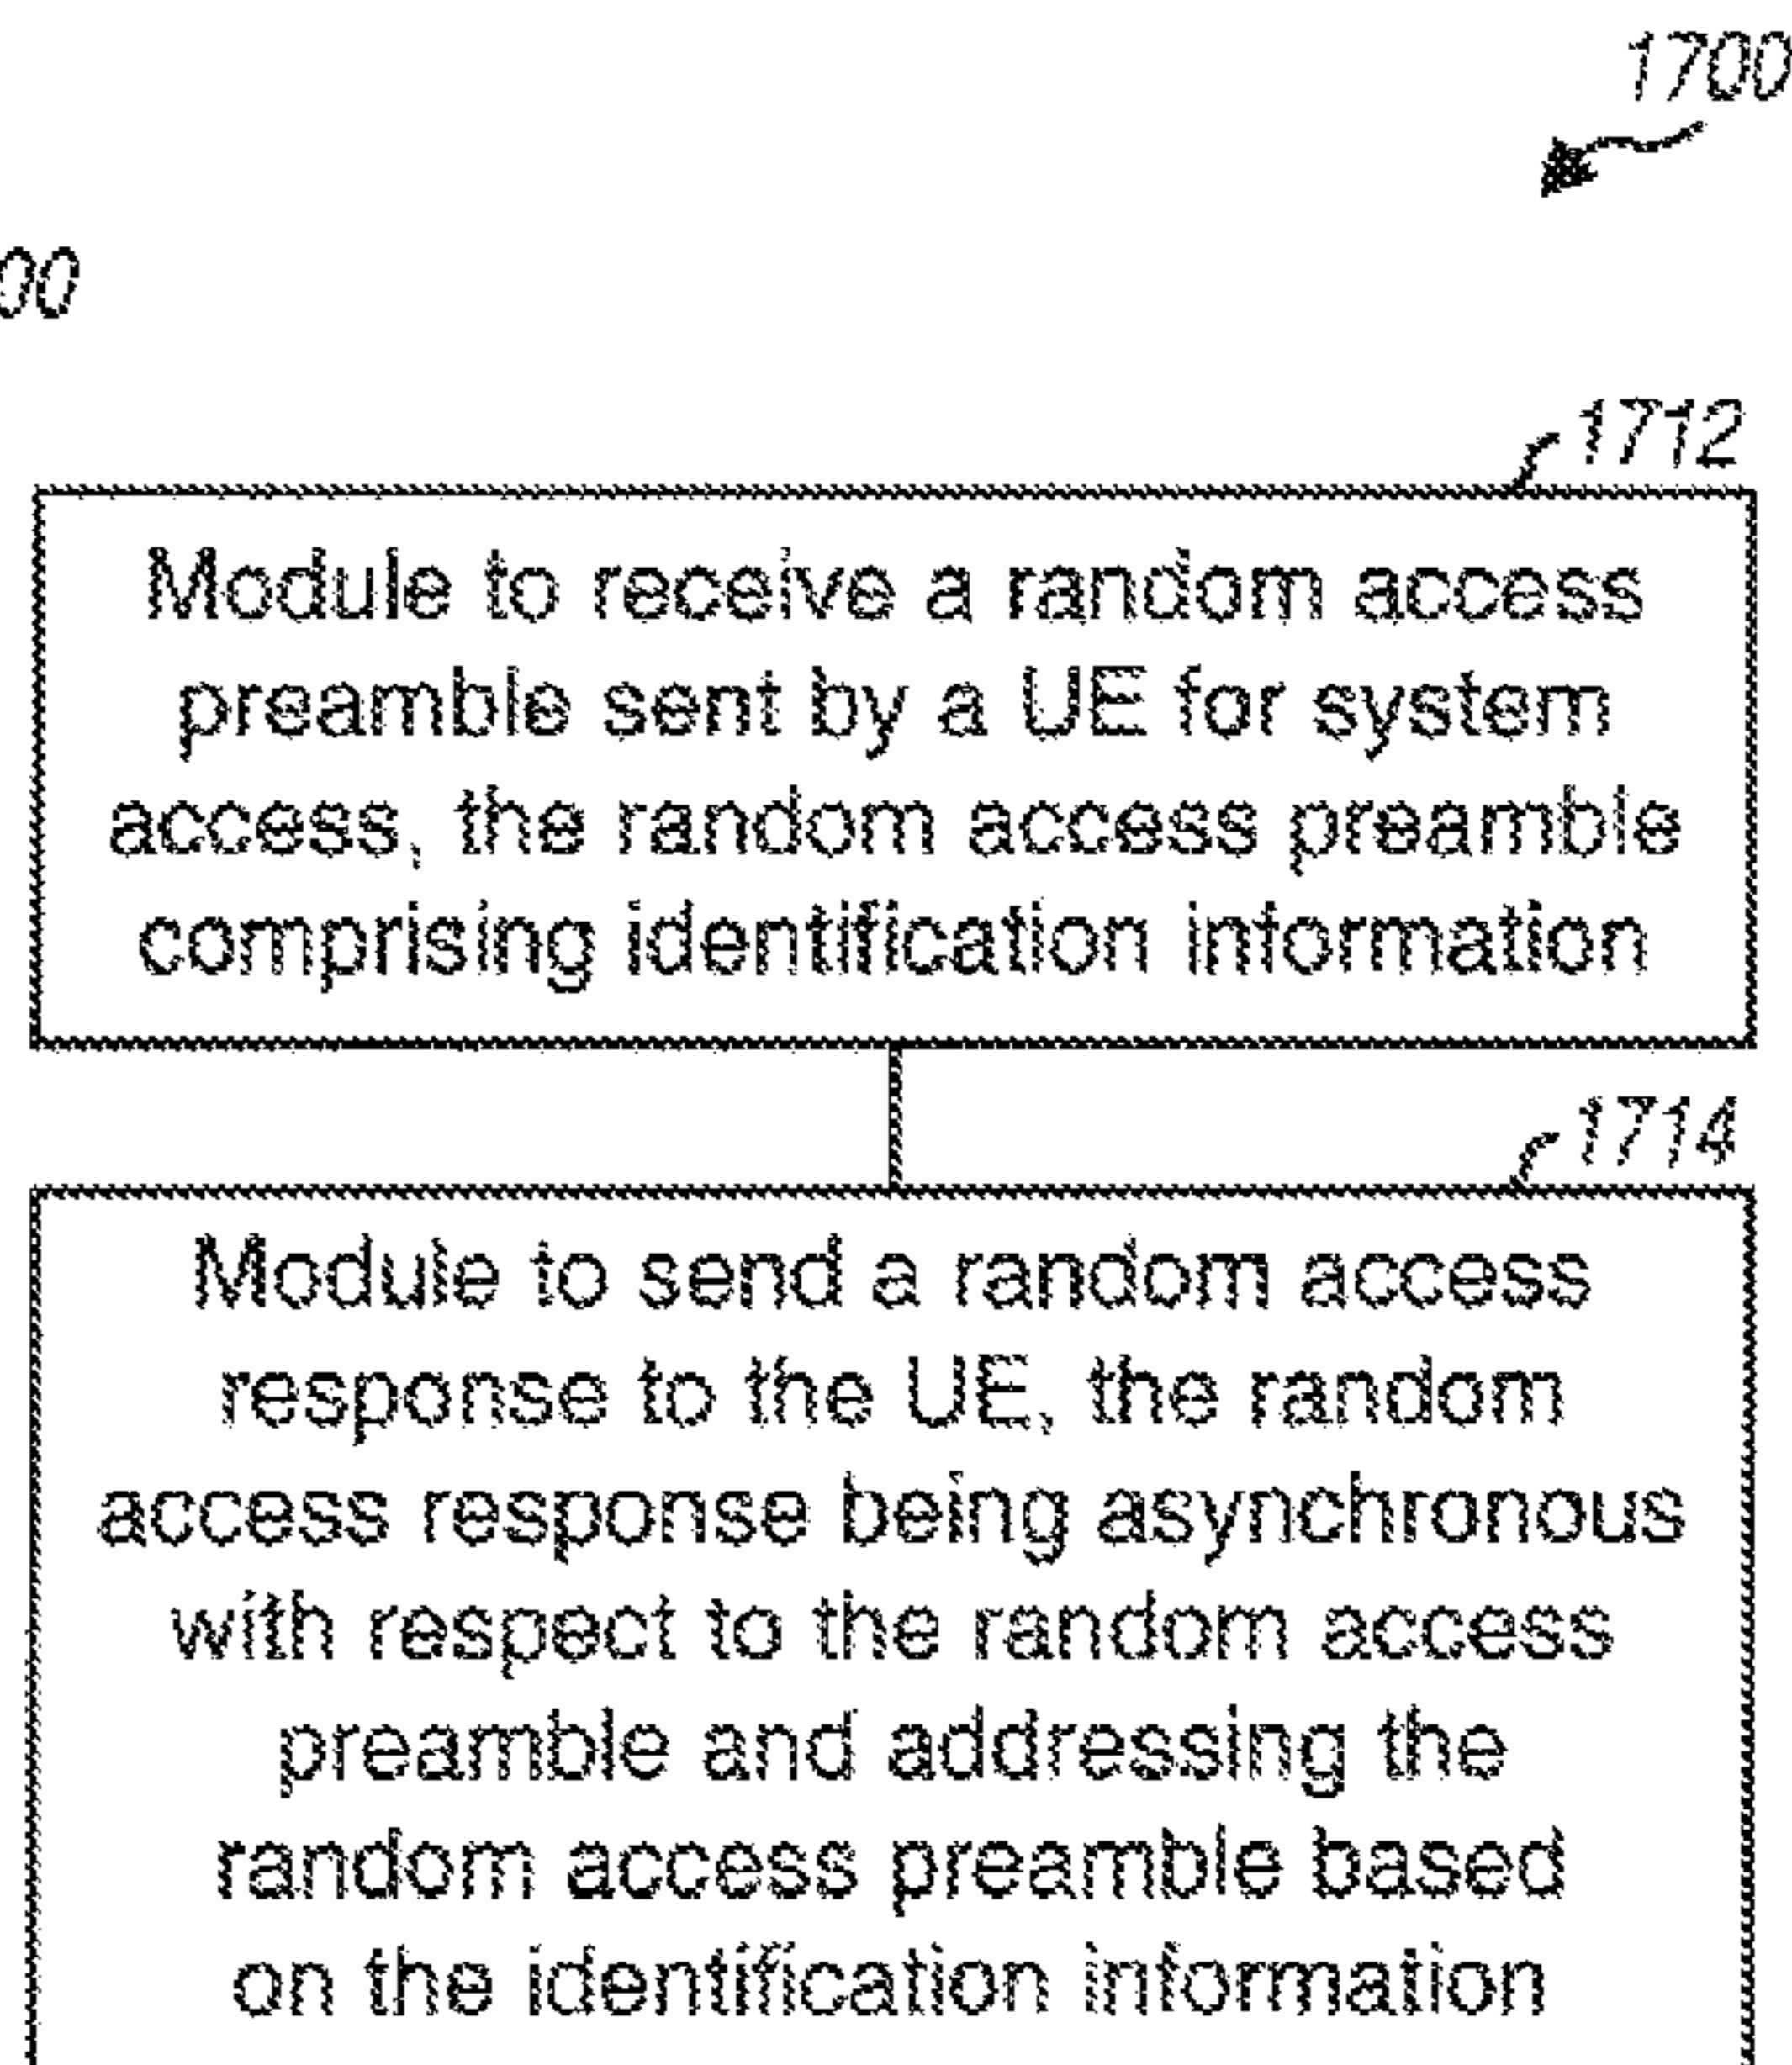 1700
00
1712
Module to receive a random access
preamble sent by a UE for system
access, the random access preamble
comprising identification information
1714
Module to send a random access
response to the UE, the random
access response being asynchronous
with respect to the random access
preamble and addressing the
random access preamble based
on the identification information